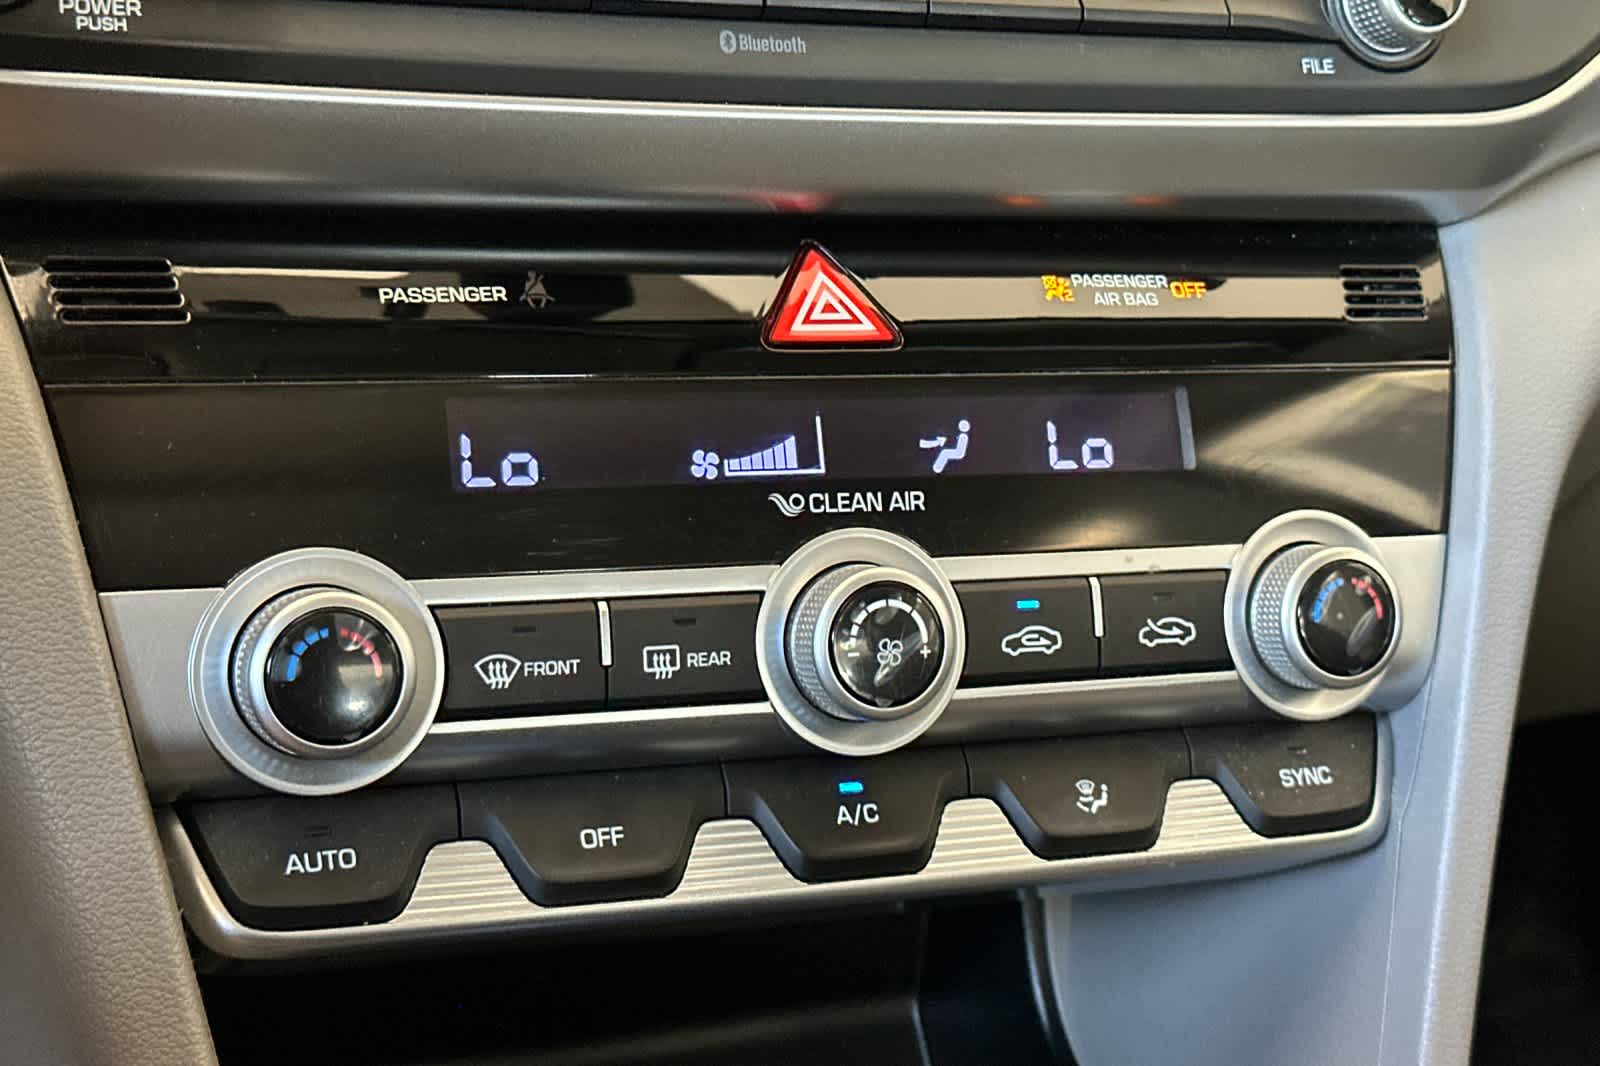 POWER
PUSH
Bluetooth
FILE
PASSENGER
PASSENGER
AIR BAG
OFF
Lo
Lo
CLEAN AIR
FRONT
REAR
- +
AUTO
OFF
A/C
SYNC